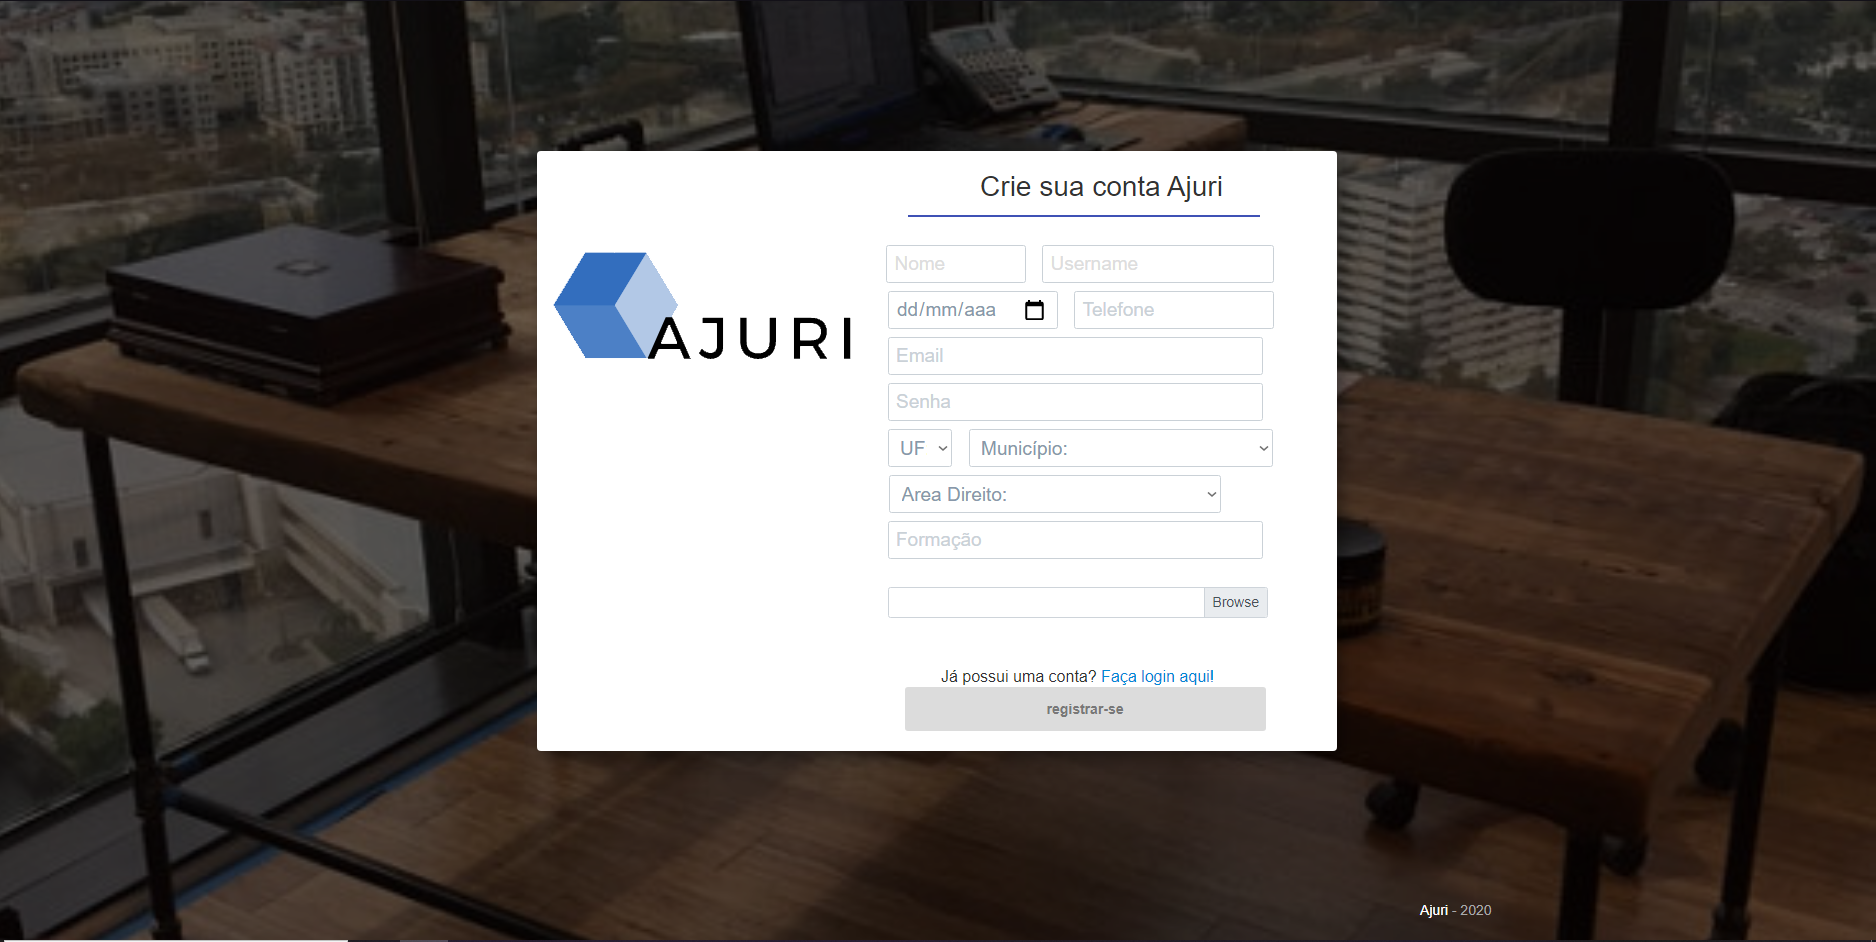 Crie sua conta Ajuri
AJURI
Nome Username
dd/mm/aaa Telefone
Email
Senha
UF Município:
Area Direito:
Formação
Browse
Já possui uma conta? Faça login aqui!
registrar-se
Ajuri - 2020